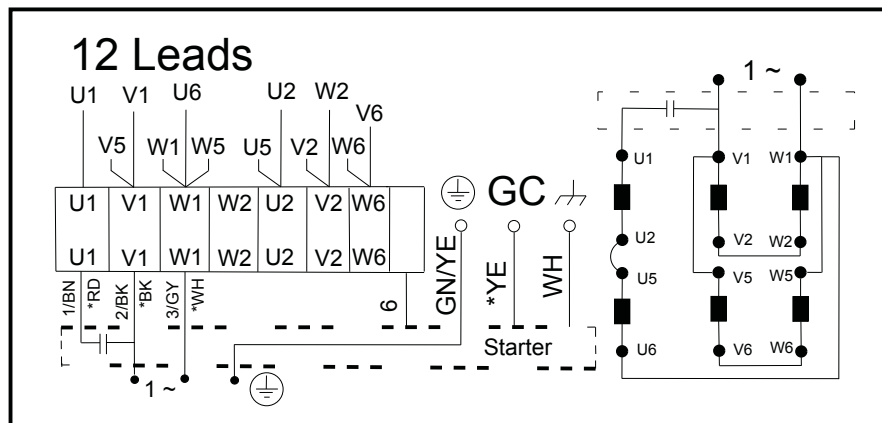 12 Leads
U1 V1 U6 U2 W2 V6
V5 W1 W5 U5 V2 W6
U1 V1 W1 W2 U2 V2 W6
U1 V1 W1 W2 U2 V2 W6
1/BN *RD 2/BK *BK 3/GY *WH 6 GN/YE *YE WH
GC
Starter
1 ~
1 ~
U1 V1 W1
U2 V2 W2
U5 V5 W5
U6 V6 W6